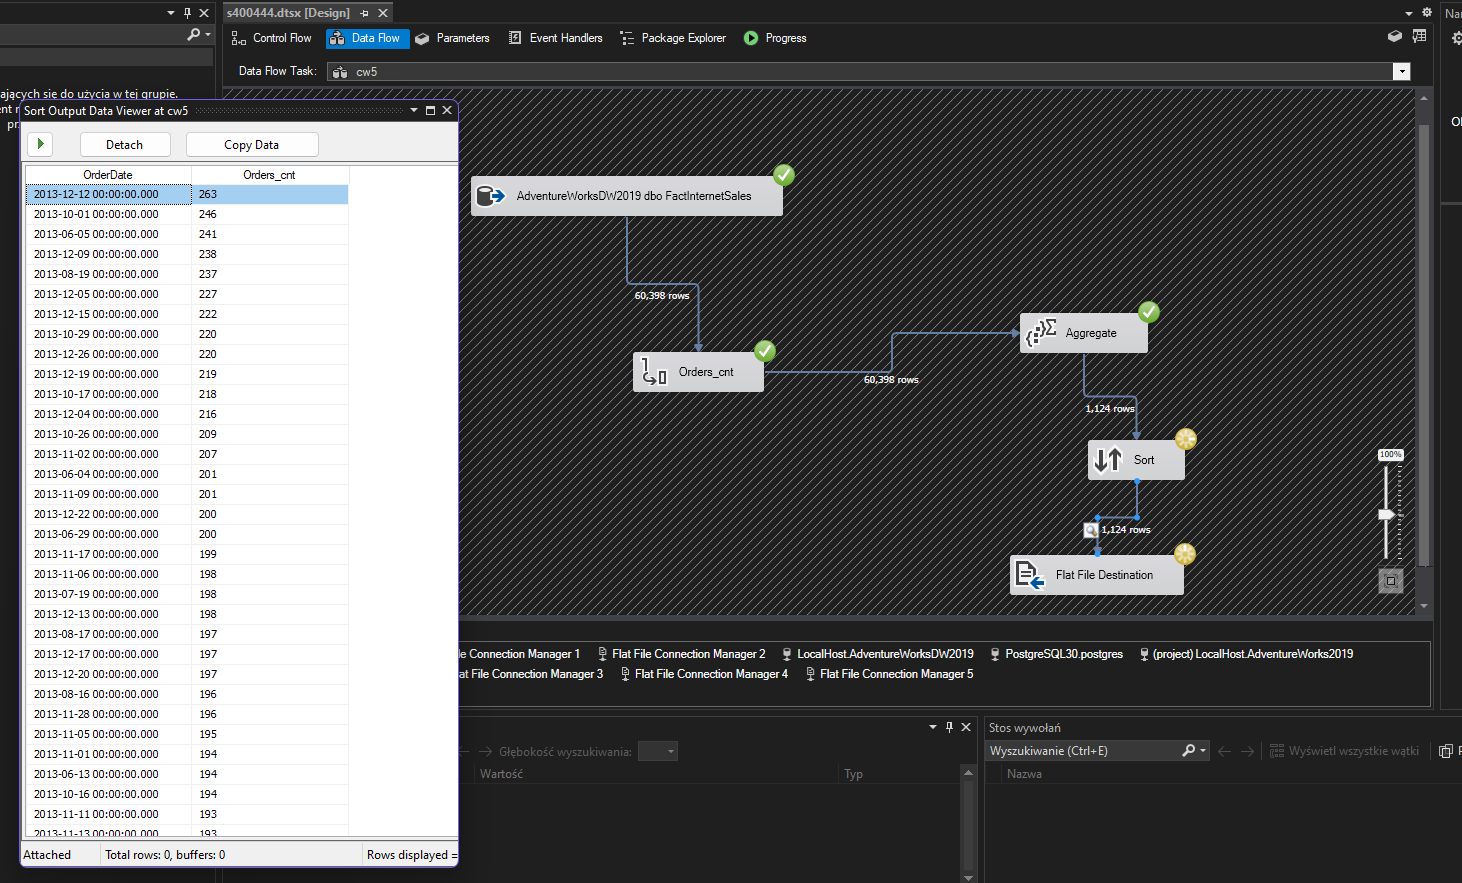 s400444.dtsx [Design]
Control Flow
Data Flow
Parameters
Event Handlers
Package Explorer
Progress
Data Flow Task:
cw5
ających się do użycia w tej grupie.
Sort Output Data Viewer at cw5
Detach
Copy Data
OrderDate Orders_cnt
2013-12-12 00:00:00.000 263
2013-10-01 00:00:00.000 246
2013-06-05 00:00:00.000 241
2013-12-09 00:00:00.000 238
2013-08-19 00:00:00.000 237
2013-12-05 00:00:00.000 227
2013-12-15 00:00:00.000 222
2013-10-29 00:00:00.000 220
2013-12-26 00:00:00.000 220
2013-12-19 00:00:00.000 219
2013-10-17 00:00:00.000 218
2013-12-04 00:00:00.000 216
2013-10-26 00:00:00.000 209
2013-11-02 00:00:00.000 207
2013-06-04 00:00:00.000 201
2013-11-09 00:00:00.000 201
2013-12-22 00:00:00.000 200
2013-06-29 00:00:00.000 200
2013-11-17 00:00:00.000 199
2013-11-06 00:00:00.000 198
2013-07-19 00:00:00.000 198
2013-12-13 00:00:00.000 198
2013-08-17 00:00:00.000 197
2013-12-17 00:00:00.000 197
2013-12-20 00:00:00.000 197
2013-08-16 00:00:00.000 196
2013-11-28 00:00:00.000 196
2013-11-05 00:00:00.000 195
2013-11-01 00:00:00.000 194
2013-06-13 00:00:00.000 194
2013-10-16 00:00:00.000 194
2013-11-11 00:00:00.000 193
2013-11-13 00:00:00.000 193
Attached
Total rows: 0, buffers: 0
Rows displayed =
AdventureWorksDW2019 dbo FactInternetSales
60,398 rows
Orders_cnt
60,398 rows
Aggregate
1,124 rows
Sort
1,124 rows
Flat File Destination
100%
le Connection Manager 1
Flat File Connection Manager 2
LocalHost.AdventureWorksDW2019
PostgreSQL30.postgres
(project) LocalHost.AdventureWorks2019
at File Connection Manager 3
Flat File Connection Manager 4
Flat File Connection Manager 5
Głębokość wyszukiwania:
Wartość
Typ
Stos wywołań
Wyszukiwanie (Ctrl+E)
Wyświetl wszystkie wątki
Nazwa